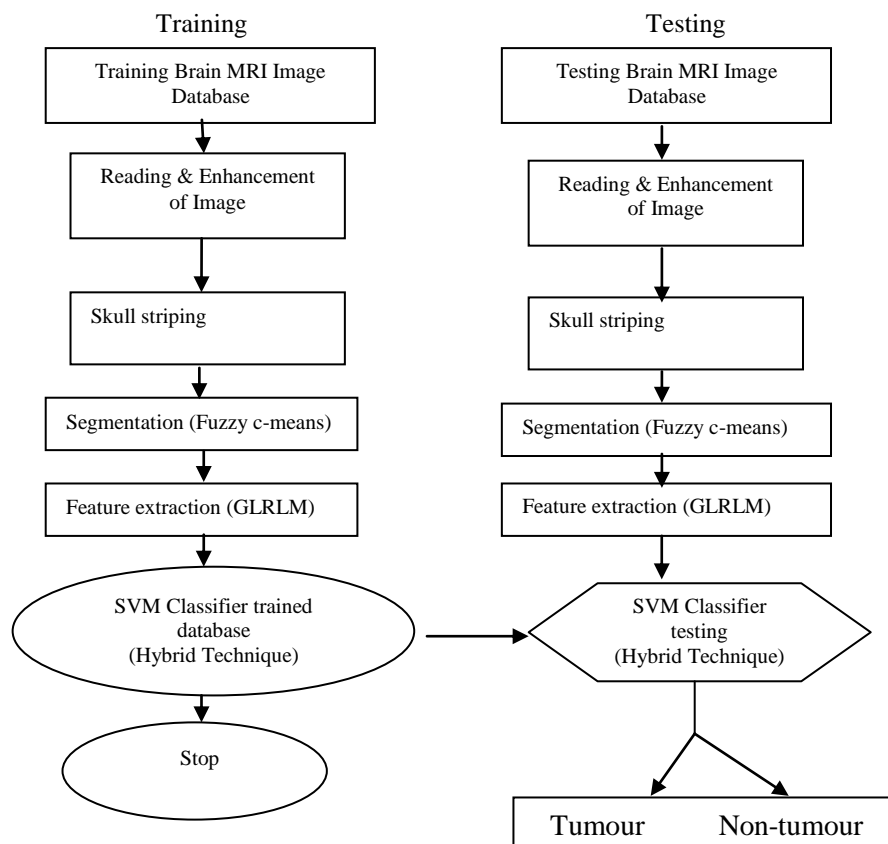 Training
Training Brain MRI Image
Database
Reading & Enhancement
of Image
Skull striping
Segmentation (Fuzzy c-means)
Feature extraction (GLRLM)
SVM Classifier trained
database
(Hybrid Technique)
Stop
Testing
Testing Brain MRI Image
Database
Reading & Enhancement
of Image
Skull striping
Segmentation (Fuzzy c-means)
Feature extraction (GLRLM)
SVM Classifier
testing
(Hybrid Technique)
Tumour Non-tumour